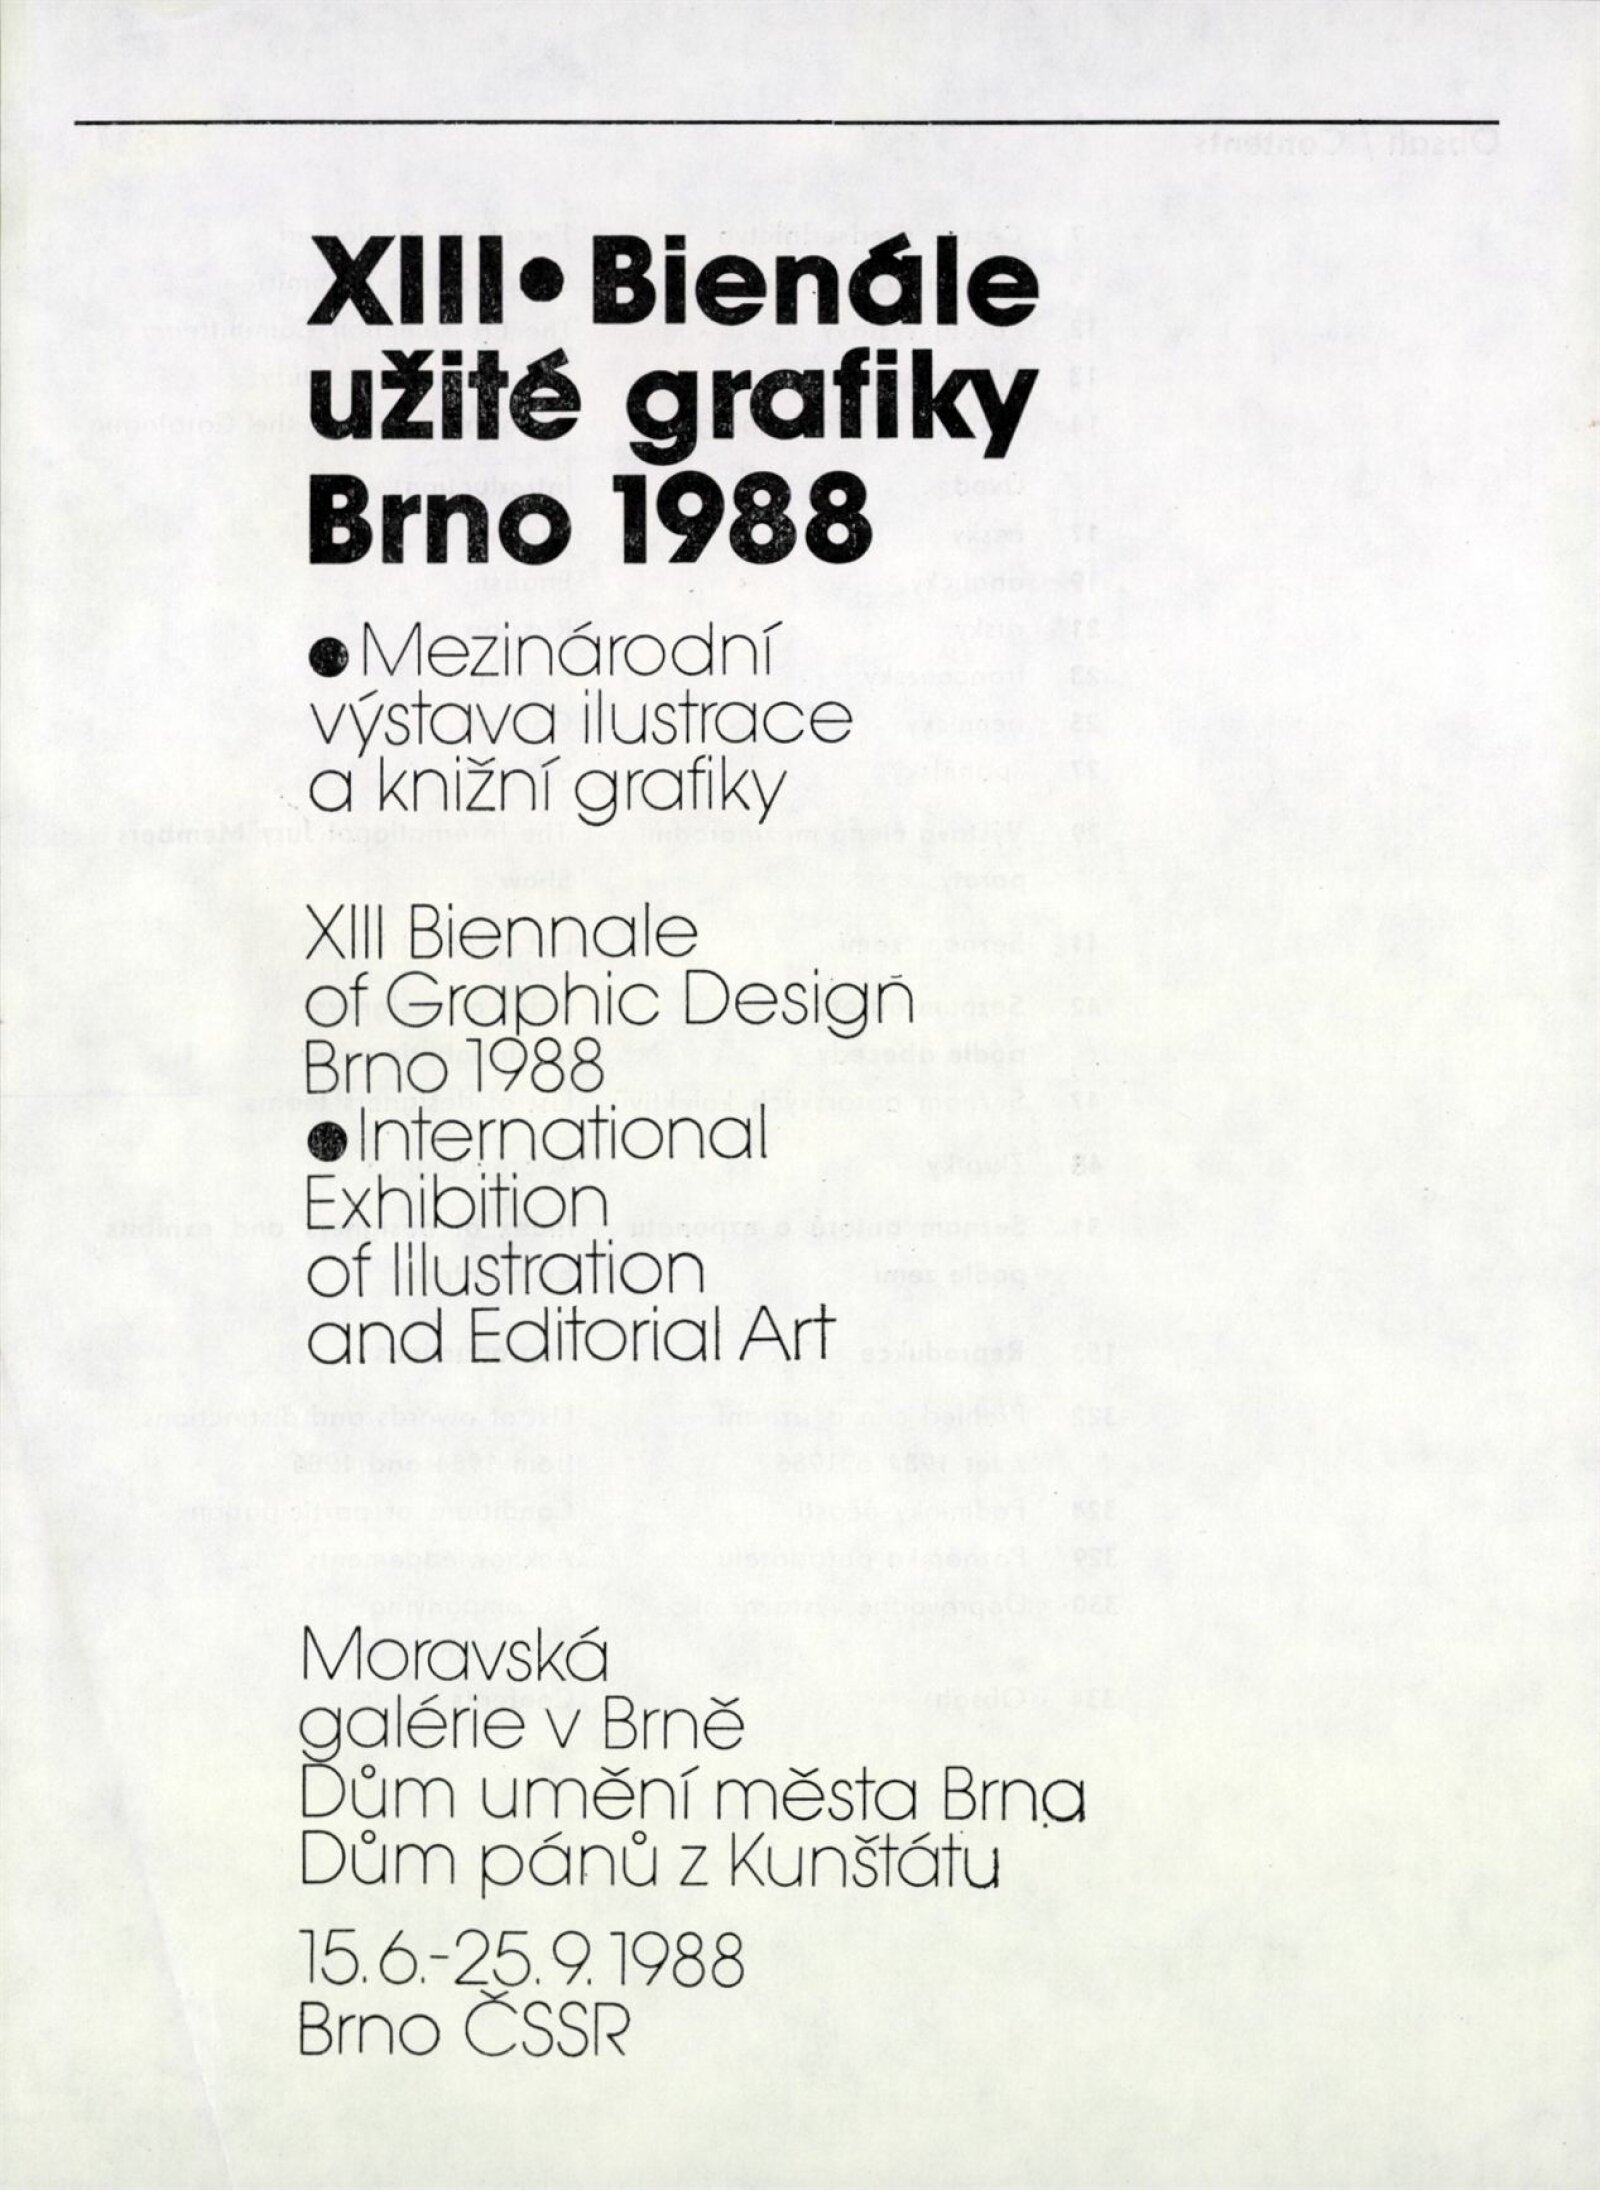 XIII• Bienále
užité grafiky
Brno 1988
●Mezinárodní
výstava ilustrace
a knižní grafiky
XIII Biennale
of Graphic Design
Brno 1988
●International
Exhibition
of Illustration
and Editorial Art
Moravská
galérie v Brně
Dům umění města Brna
Dům pánů z Kunštátu
15.6.-25.9.1988
Brno ČSSR